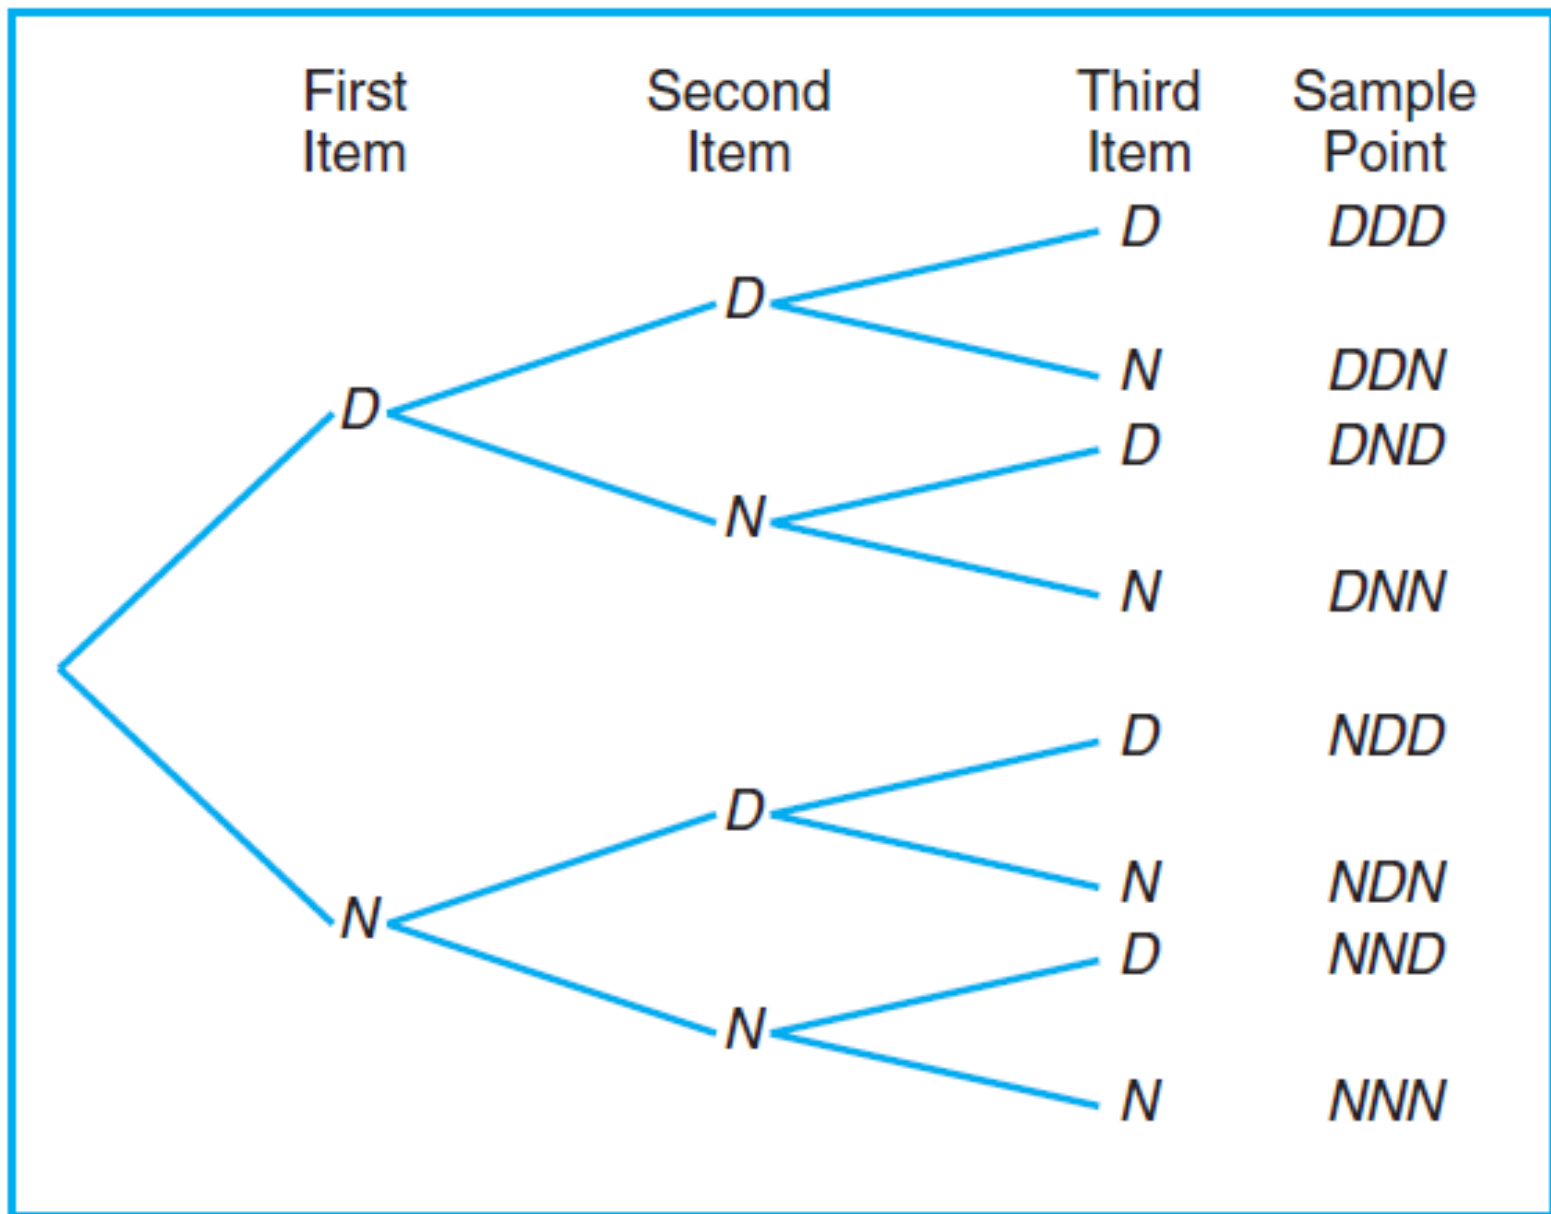 First Second Third Sample
Item Item Item Point
D DDD
D
N DDN
D
D DND
N
N DNN
D NDD
D
N NDN
N
D NND
N
N NNN